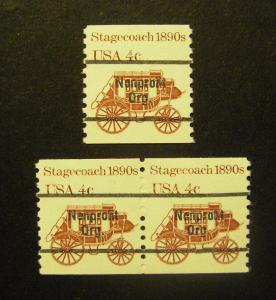 Stagecoach 1890s
USA 4c
Nonprofit
Org
Stagecoach 1890s
USA 4c
Nonprofit
Org
Stagecoach 1890s
USA 4c
Nonprofit
Org